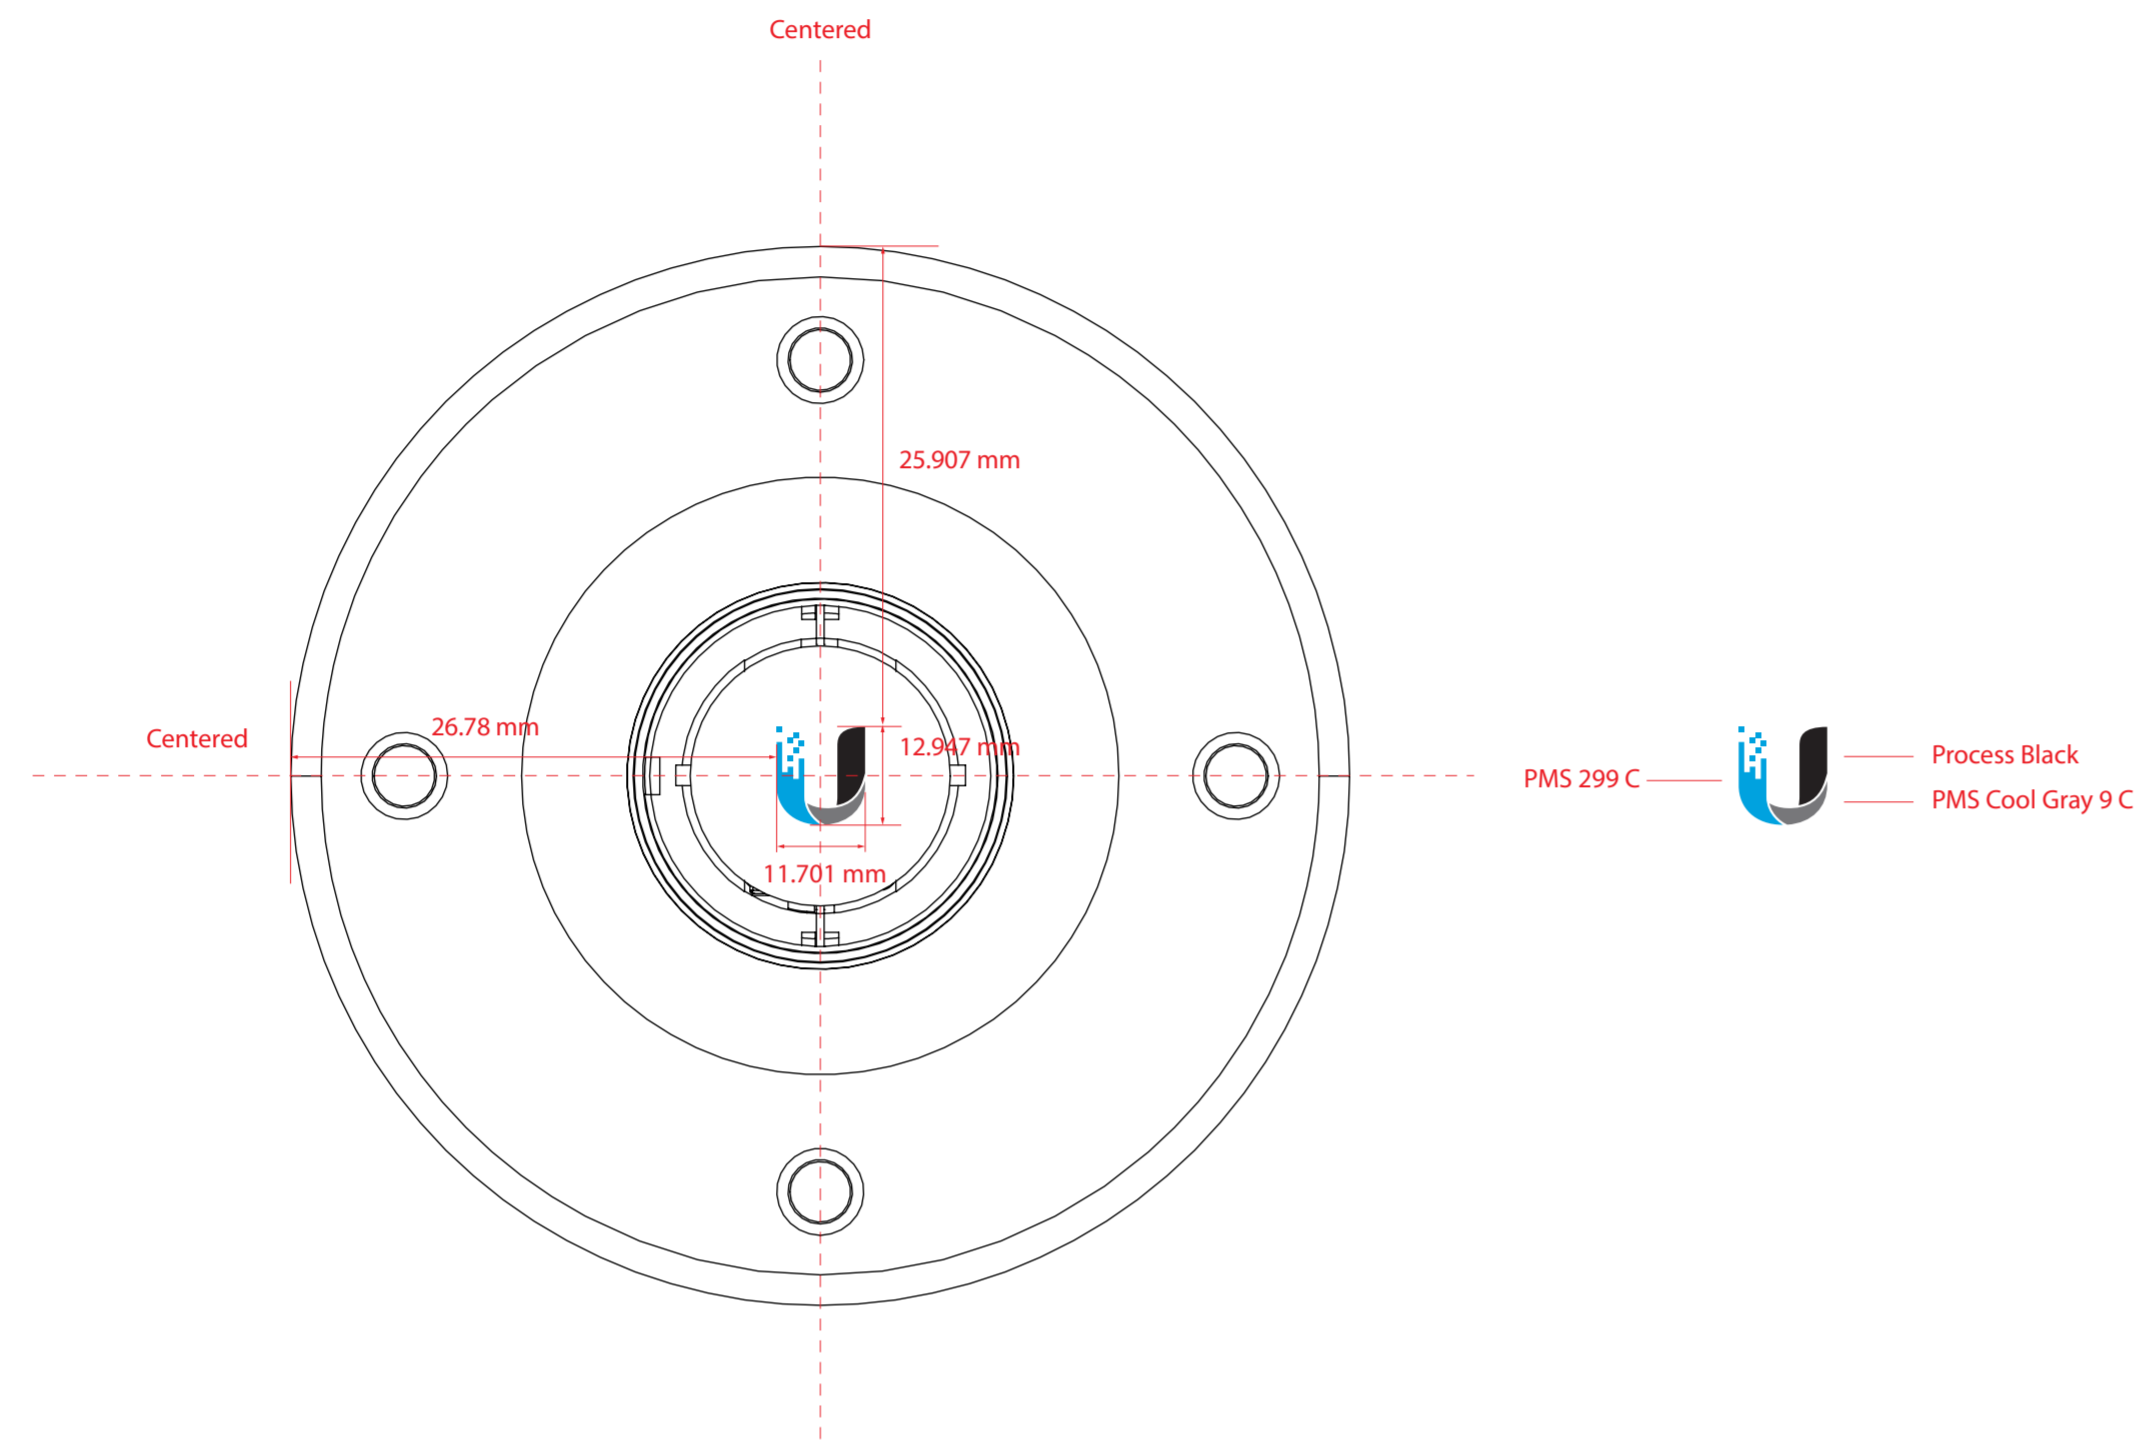 Centered
25.907 mm
26.78 mm
Centered
12.947 mm
11.701 mm
PMS 299 C
Process Black
PMS Cool Gray 9 C